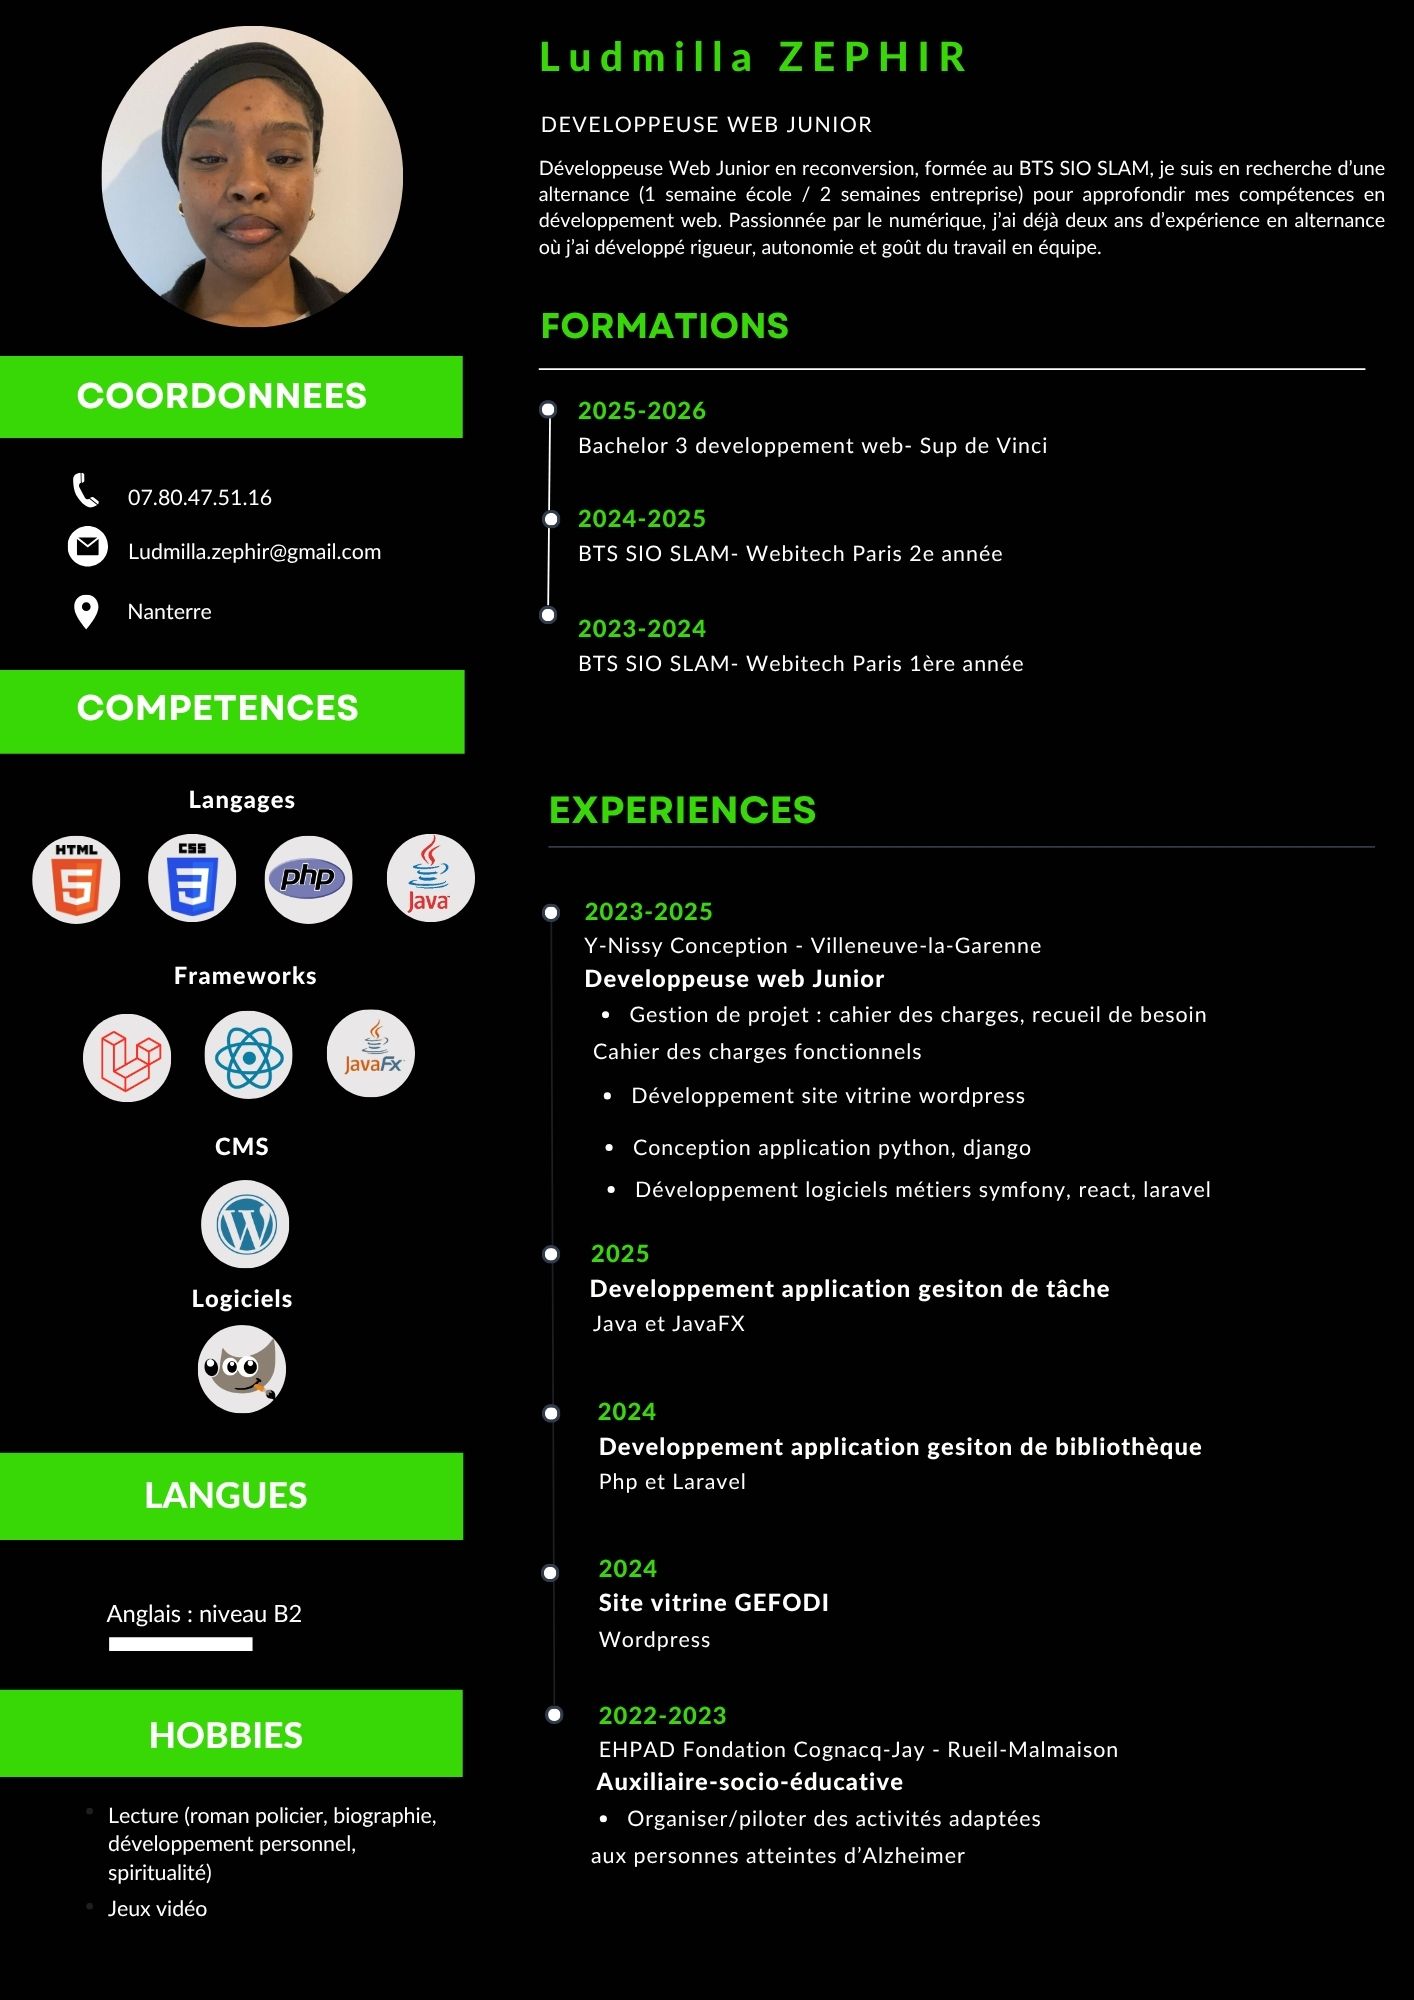 Ludmilla ZEPHIR
DEVELOPPEUSE WEB JUNIOR
Développeuse Web Junior en reconversion, formée au BTS SIO SLAM, je suis en recherche d’une
alternance (1 semaine école / 2 semaines entreprise) pour approfondir mes compétences en
développement web. Passionnée par le numérique, j’ai déjà deux ans d’expérience en alternance
où j’ai développé rigueur, autonomie et goût du travail en équipe.
COORDONNEES
07.80.47.51.16
Ludmilla.zephir@gmail.com
Nanterre
COMPETENCES
Langages
HTML
5
CSS
3
php
Java
Frameworks
JavaFx
CMS
W
Logiciels
LANGUES
Anglais : niveau B2
HOBBIES
Lecture (roman policier, biographie,
développement personnel,
spiritualité)
Jeux vidéo
FORMATIONS
2025-2026
Bachelor 3 developpement web- Sup de Vinci
2024-2025
BTS SIO SLAM- Webitech Paris 2e année
2023-2024
BTS SIO SLAM- Webitech Paris 1ère année
EXPERIENCES
2023-2025
Y-Nissy Conception - Villeneuve-la-Garenne
Developpeuse web Junior
• Gestion de projet : cahier des charges, recueil de besoin
Cahier des charges fonctionnels
• Développement site vitrine wordpress
• Conception application python, django
• Développement logiciels métiers symfony, react, laravel
2025
Developpement application gesiton de tâche
Java et JavaFX
2024
Developpement application gesiton de bibliothèque
Php et Laravel
2024
Site vitrine GEFODI
Wordpress
2022-2023
EHPAD Fondation Cognacq-Jay - Rueil-Malmaison
Auxiliaire-socio-éducative
• Organiser/piloter des activités adaptées
aux personnes atteintes d’Alzheimer